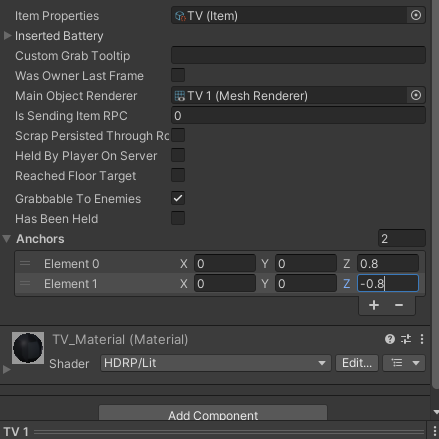 Item Properties TV (Item)
Inserted Battery
Custom Grab Tooltip
Was Owner Last Frame
Main Object Renderer TV 1 (Mesh Renderer)
Is Sending Item RPC 0
Scrap Persisted Through Ro
Held By Player On Server
Reached Floor Target
Grabbable To Enemies
Has Been Held
Anchors 2
Element 0 X 0 Y 0 Z 0.8
Element 1 X 0 Y 0 Z -0.8
+ −
TV_Material (Material)
Shader HDRP/Lit Edit...
Add Component
TV 1